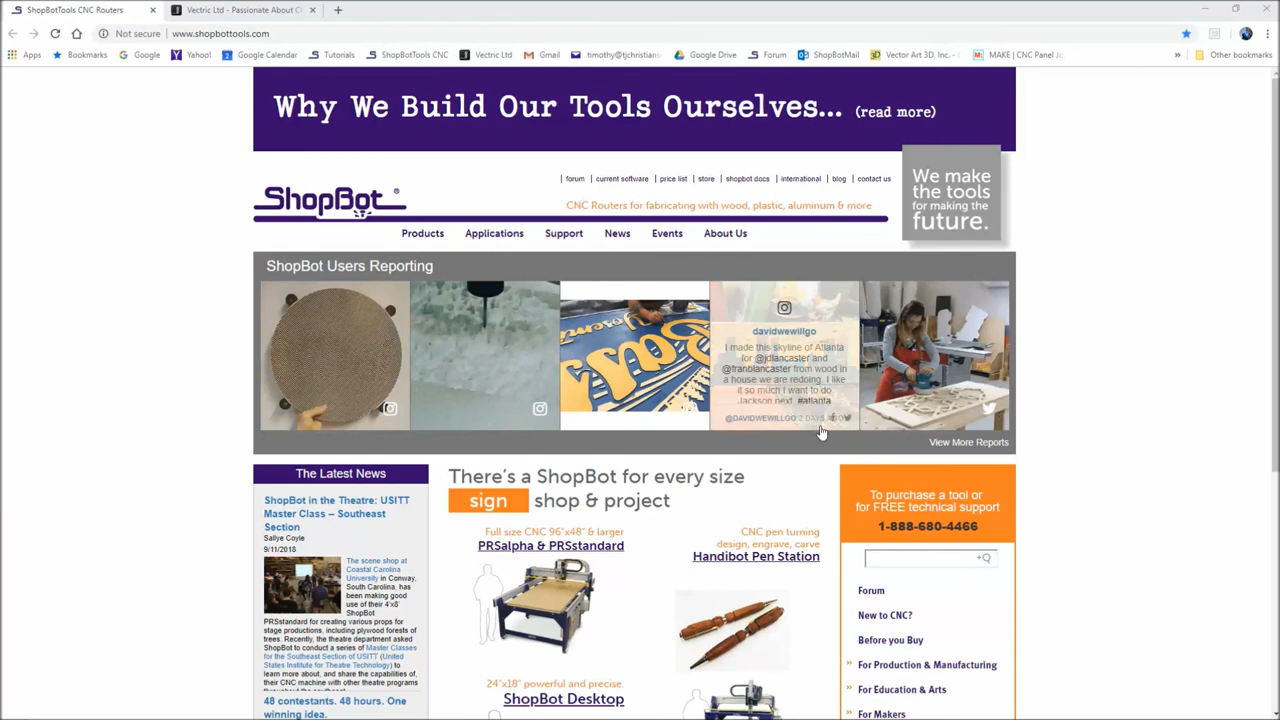 ShopBotTools CNC Routers
Vectric Ltd - Passionate About C
Not secure | www.shopbottools.com
Apps
Bookmarks
Google
Yahoo!
Google Calendar
Tutorials
ShopBotTools CNC
Vectric Ltd
Gmail
timothy@tjchristians
Google Drive
Forum
ShopBotMail
Vector Art 3D, Inc. -
MAKE | CNC Panel Jo
Other bookmarks
Why We Build Our Tools Ourselves... (read more)
| forum | current software | price list | store | shopbot docs | international | blog | contact us
We make
the tools
for making the
future.
ShopBot®
CNC Routers for fabricating with wood, plastic, aluminum & more
Products Applications Support News Events About Us
ShopBot Users Reporting
davidwewillgo
I made this skyline of Atlanta
for @jdlancaster and
@franblancaster from wood in
a house we are redoing. I like
it so much I want to do
Jackson next. #atlanta
@DAVIDWEWILLGO 2 DAYS
View More Reports
The Latest News
ShopBot in the Theatre: USITT
Master Class – Southeast
Section
Sallye Coyle
9/11/2018
The scene shop at
Coastal Carolina
University in Conway,
South Carolina, has
been making good
use of their 4'x8'
ShopBot
PRSstandard for creating various props for
stage productions, including plywood forests of
trees. Recently, the theatre department asked
ShopBot to conduct a series of Master Classes
for the Southeast Section of USITT (United
States Institute for Theatre Technology) to
learn more about, and share the capabilities of,
their CNC machine with other theatre programs
48 contestants. 48 hours. One
winning idea.
There's a ShopBot for every size
sign shop & project
Full size CNC 96"x48" & larger
PRSalpha & PRSstandard
CNC pen turning
design, engrave, carve
Handibot Pen Station
24"x18" powerful and precise.
ShopBot Desktop
To purchase a tool or
for FREE technical support
1-888-680-4466
Forum
New to CNC?
Before you Buy
» For Production & Manufacturing
» For Education & Arts
For Makers